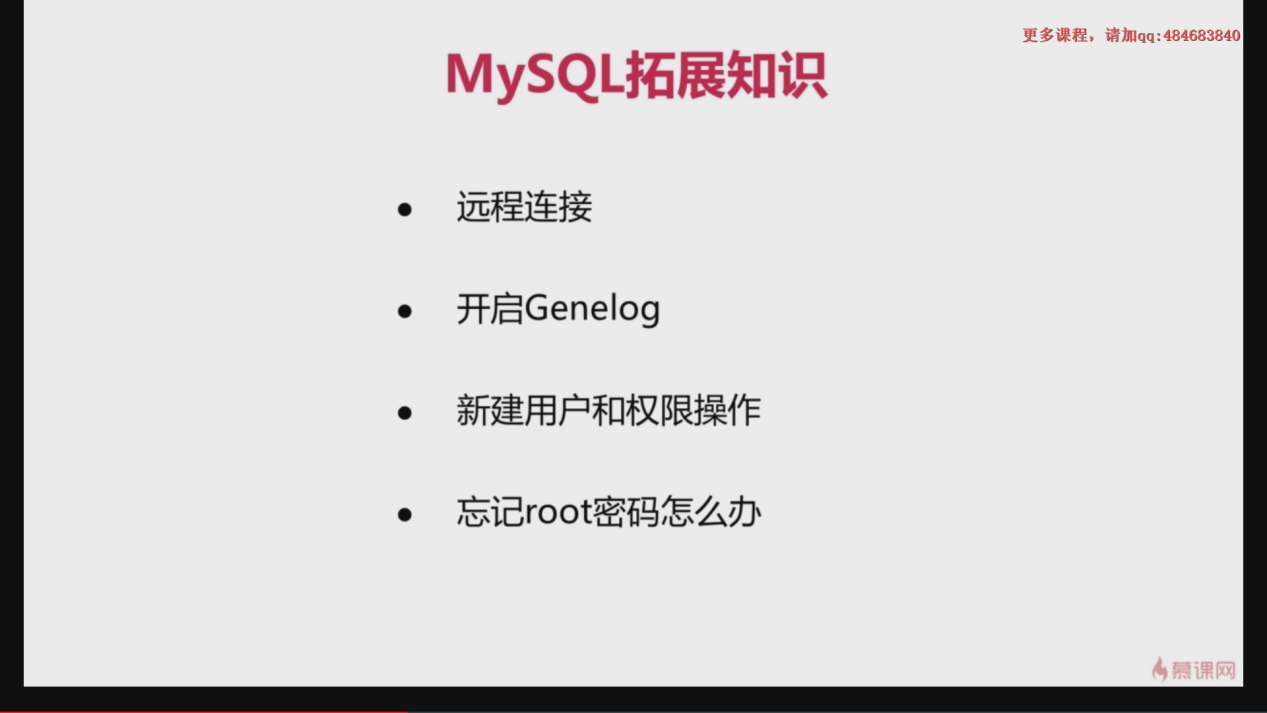 更多课程，请加qq:484683840
MySQL拓展知识
● 远程连接
● 开启Genelog
● 新建用户和权限操作
● 忘记root密码怎么办
慕课网